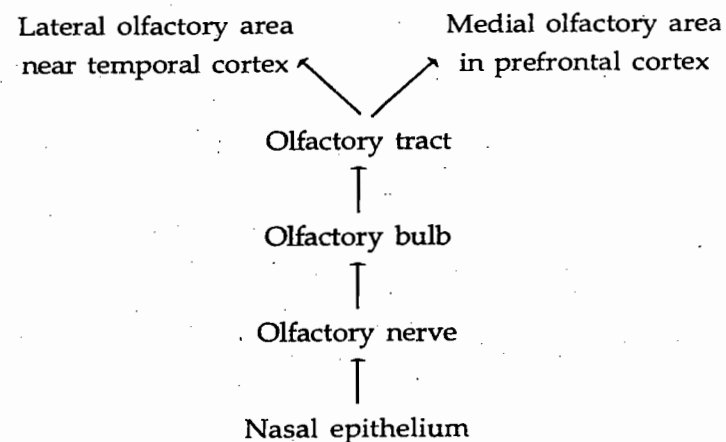 Lateral olfactory area
near temporal cortex
Medial olfactory area
in prefrontal cortex
Olfactory tract
Olfactory bulb
Olfactory nerve
Nasal epithelium